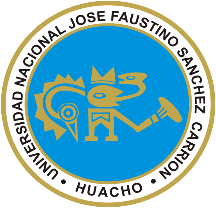 UNIVERSIDAD NACIONAL JOSE FAUSTINO SANCHEZ CARRION
• HUACHO •